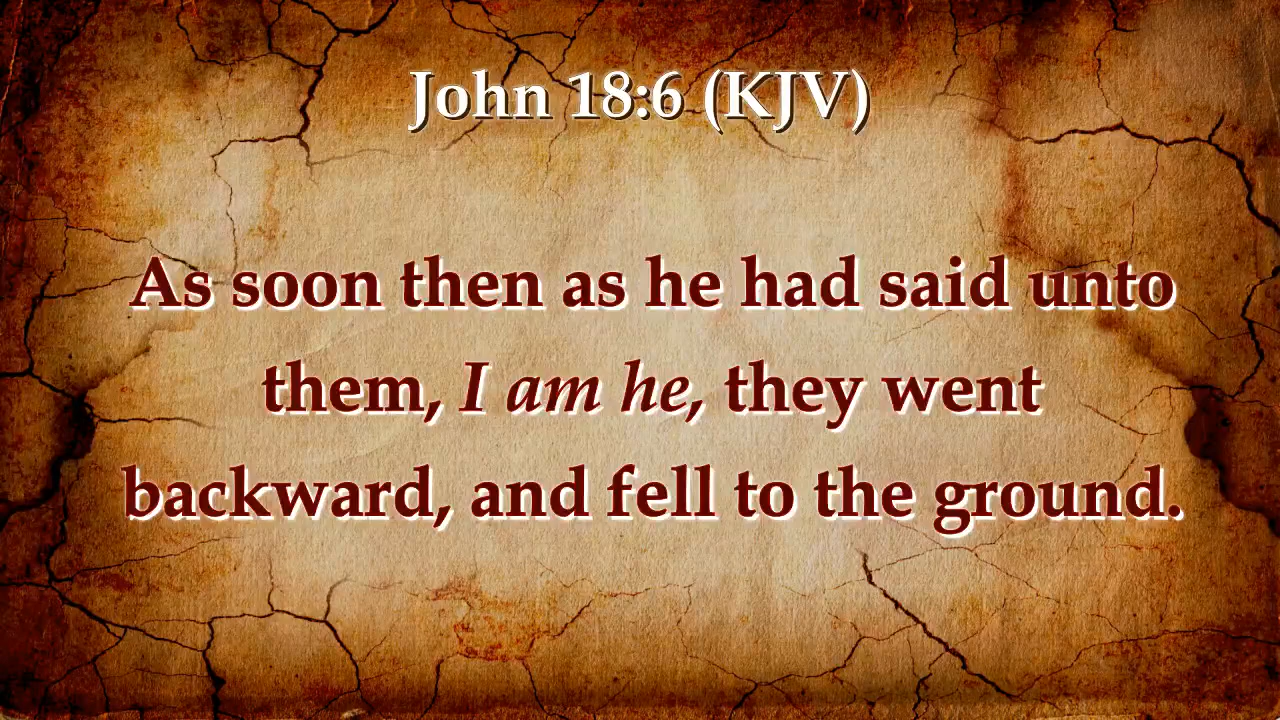 John 18:6 (KJV)
As soon then as he had said unto
them, I am he, they went
backward, and fell to the ground.